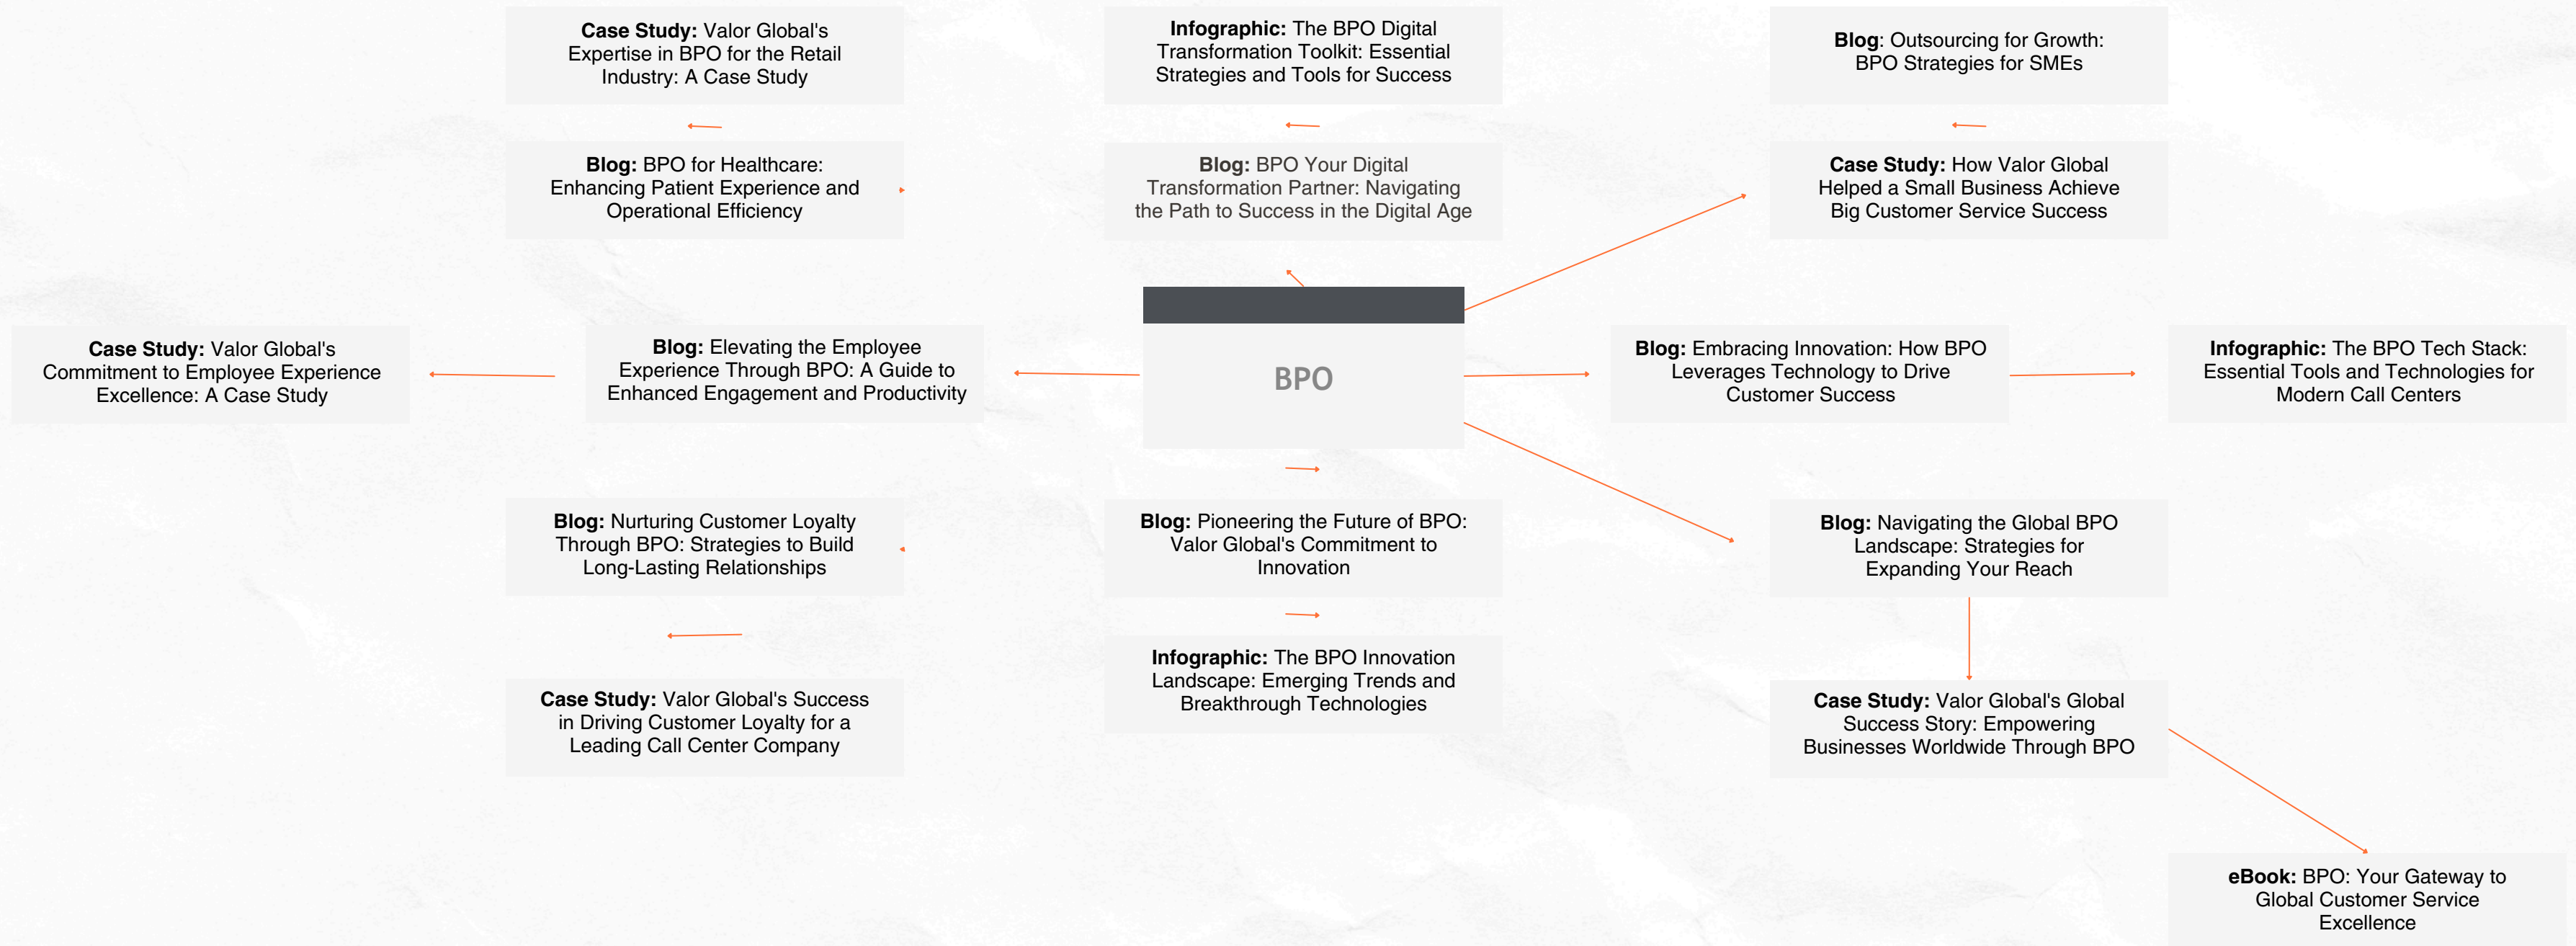 Case Study: Valor Global's
Expertise in BPO for the Retail
Industry: A Case Study
Infographic: The BPO Digital
Transformation Toolkit: Essential
Strategies and Tools for Success
Blog: Outsourcing for Growth:
BPO Strategies for SMEs
Blog: BPO for Healthcare:
Enhancing Patient Experience and
Operational Efficiency
Blog: BPO Your Digital
Transformation Partner: Navigating
the Path to Success in the Digital Age
Case Study: How Valor Global
Helped a Small Business Achieve
Big Customer Service Success
Case Study: Valor Global's
Commitment to Employee Experience
Excellence: A Case Study
Blog: Elevating the Employee
Experience Through BPO: A Guide to
Enhanced Engagement and Productivity
BPO
Blog: Embracing Innovation: How BPO
Leverages Technology to Drive
Customer Success
Infographic: The BPO Tech Stack:
Essential Tools and Technologies for
Modern Call Centers
Blog: Nurturing Customer Loyalty
Through BPO: Strategies to Build
Long-Lasting Relationships
Blog: Pioneering the Future of BPO:
Valor Global's Commitment to
Innovation
Blog: Navigating the Global BPO
Landscape: Strategies for
Expanding Your Reach
Case Study: Valor Global's Success
in Driving Customer Loyalty for a
Leading Call Center Company
Infographic: The BPO Innovation
Landscape: Emerging Trends and
Breakthrough Technologies
Case Study: Valor Global's Global
Success Story: Empowering
Businesses Worldwide Through BPO
eBook: BPO: Your Gateway to
Global Customer Service
Excellence